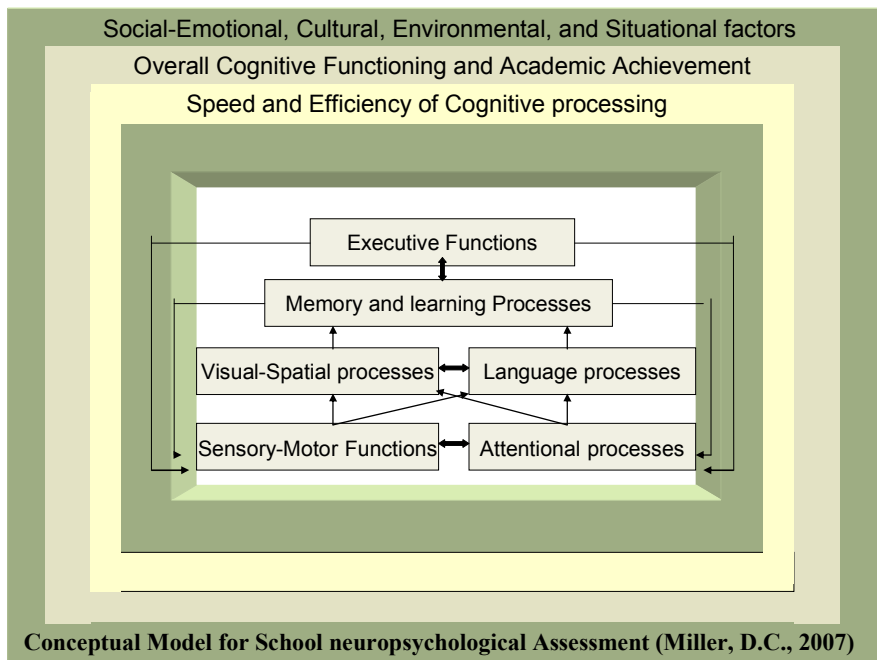 Social-Emotional, Cultural, Environmental, and Situational factors
Overall Cognitive Functioning and Academic Achievement
Speed and Efficiency of Cognitive processing
Executive Functions
Memory and learning Processes
Visual-Spatial processes
Language processes
Sensory-Motor Functions
Attentional processes
Conceptual Model for School neuropsychological Assessment (Miller, D.C., 2007)